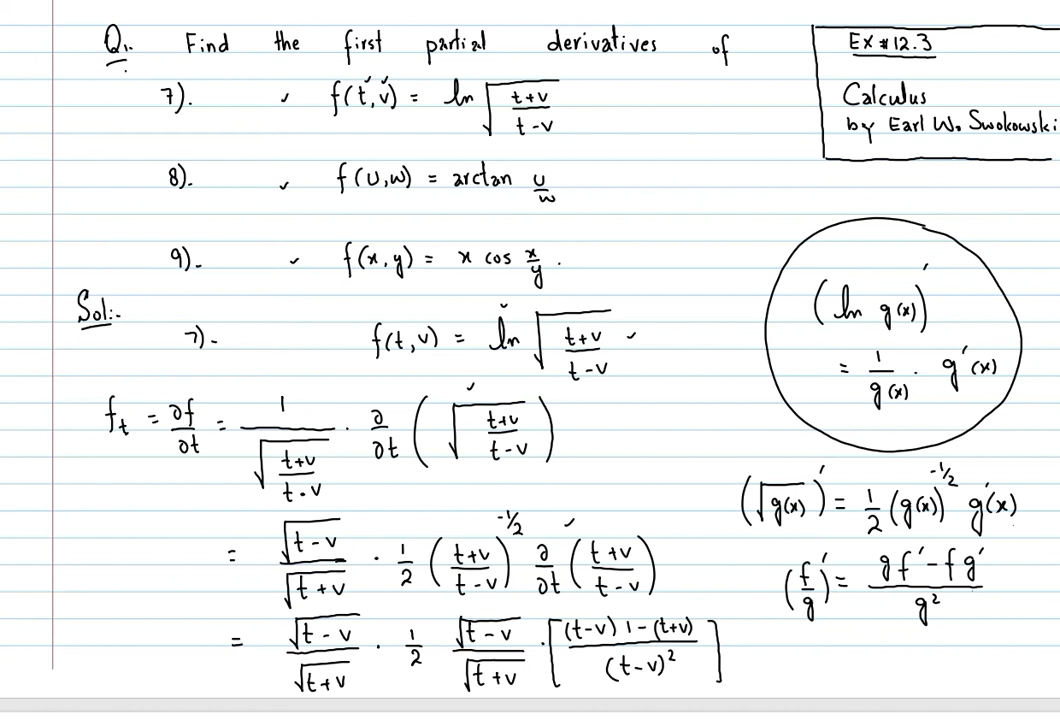 Q1. Find the first partial derivatives of
EX # 12.3
7). ✓ f(t,v) = ln √((t+v)/(t-v))
Calculus
by Earl W. Swokowski
8). ✓ f(u,w) = arctan u/w
9)- ✓ f(x,y) = x cos x/y .
Sol:-
7)- f(t,v) = ln √((t+v)/(t-v)) ✓
(ln g(x))′
= 1/g(x) · g′(x)
f_t = ∂f/∂t = 1/√((t+v)/(t-v)) · ∂/∂t (√((t+v)/(t-v)))
(√g(x))′ = 1/2 (g(x))^(-1/2) g′(x)
= √(t-v)/√(t+v) · 1/2 ((t+v)/(t-v))^(-1/2) ∂/∂t ((t+v)/(t-v))
(f/g)′ = (gf′ - fg′)/g²
= √(t-v)/√(t+v) · 1/2 √(t-v)/√(t+v) · [((t-v) 1 - (t+v))/(t-v)²]